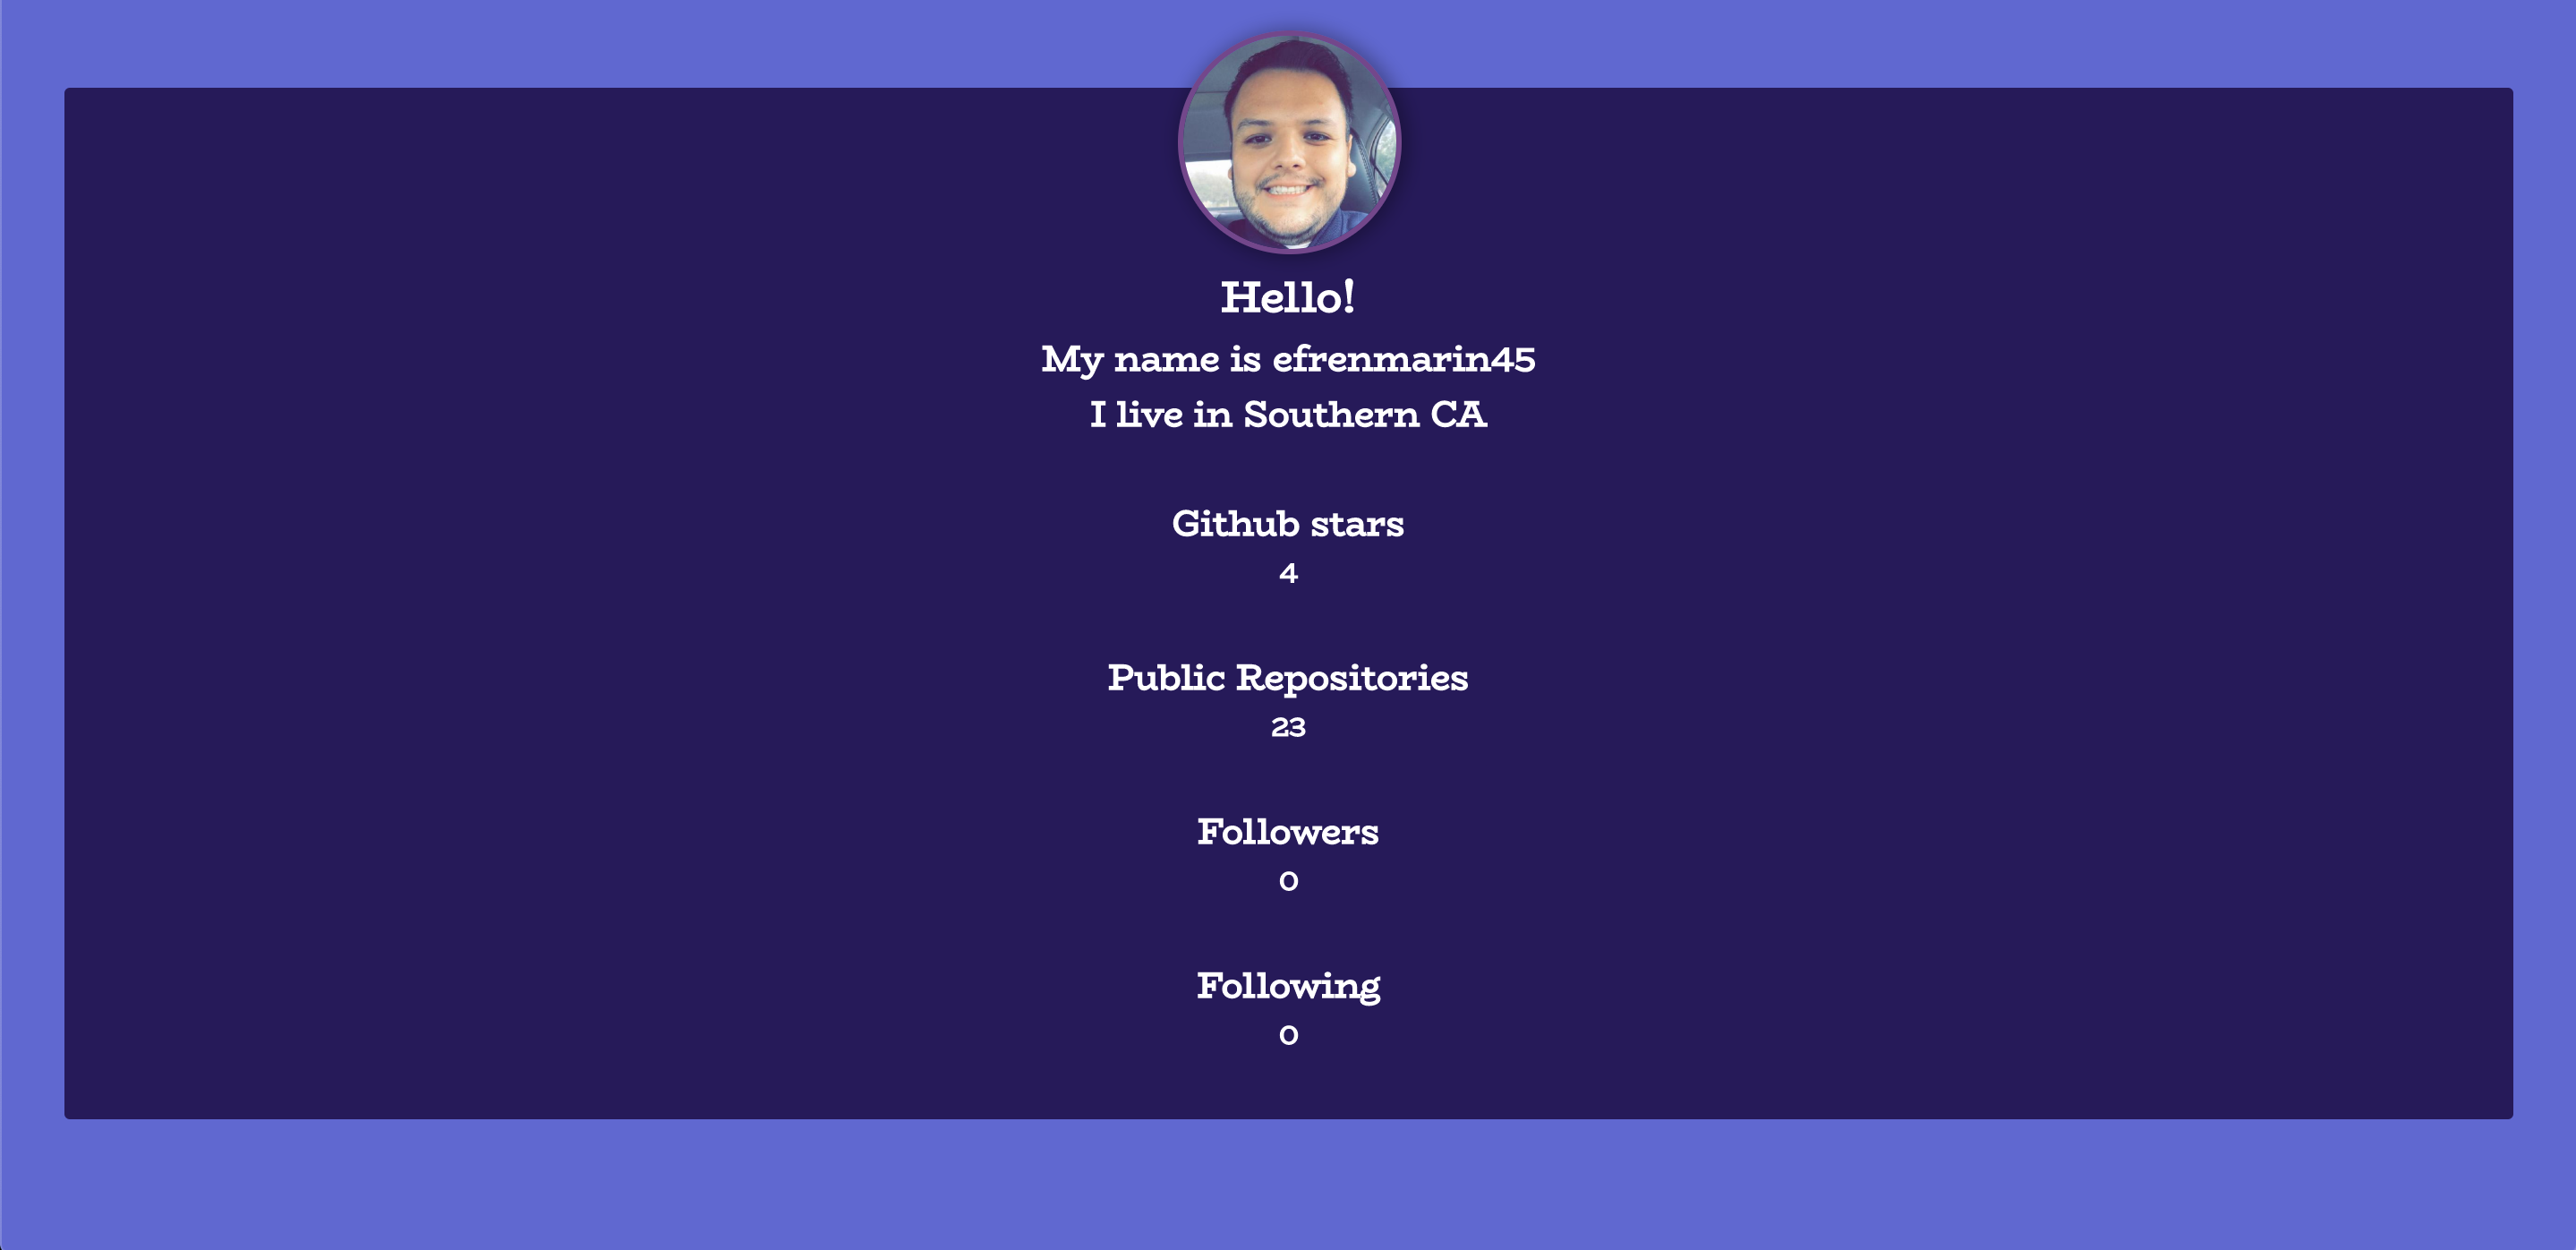 Hello!
My name is efrenmarin45
I live in Southern CA
Github stars
4
Public Repositories
23
Followers
0
Following
0